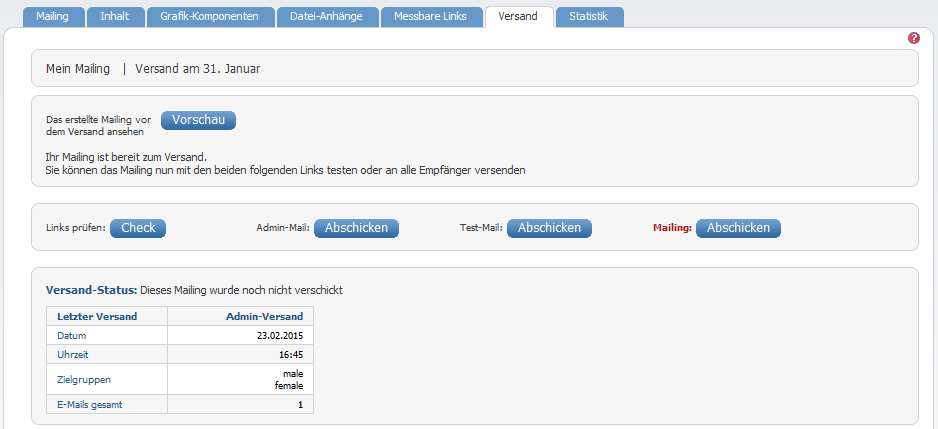 Mailing Inhalt Grafik-Komponenten Datei-Anhänge Messbare Links Versand Statistik
?
Mein Mailing | Versand am 31. Januar
Das erstellte Mailing vor
dem Versand ansehen
Vorschau
Ihr Mailing ist bereit zum Versand.
Sie können das Mailing nun mit den beiden folgenden Links testen oder an alle Empfänger versenden
Links prüfen: Check Admin-Mail: Abschicken Test-Mail: Abschicken Mailing: Abschicken
Versand-Status: Dieses Mailing wurde noch nicht verschickt
Letzter Versand Admin-Versand
Datum 23.02.2015
Uhrzeit 16:45
Zielgruppen male
female
E-Mails gesamt 1